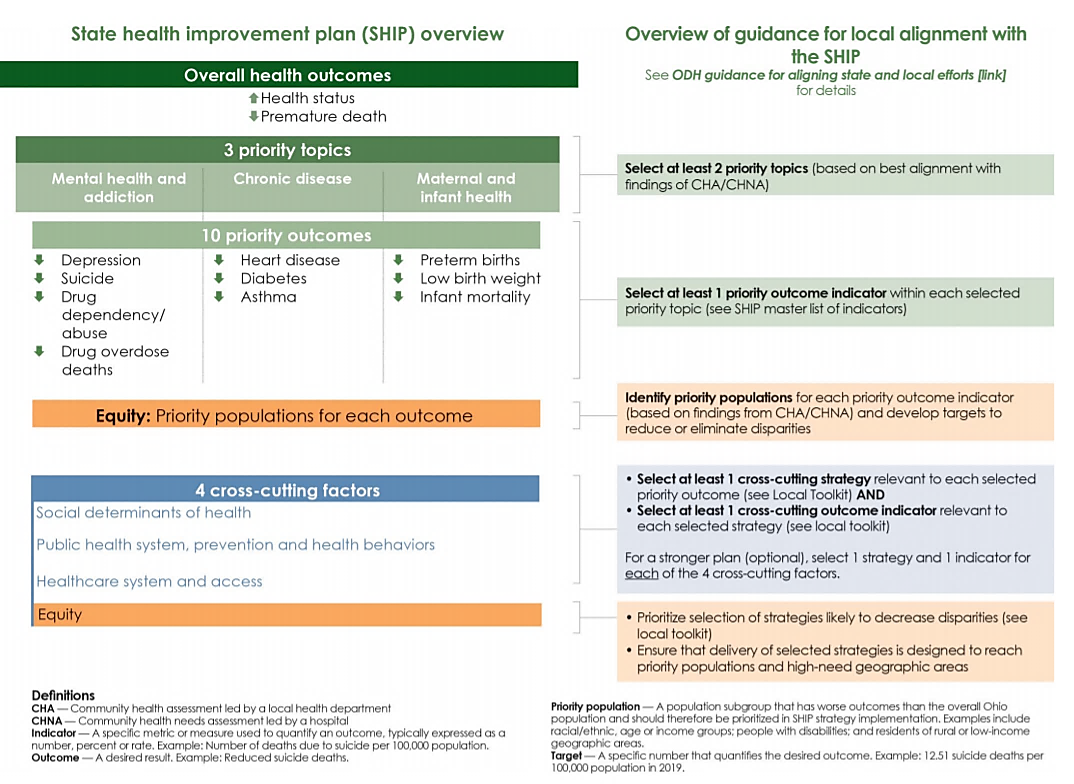 State health improvement plan (SHIP) overview
Overall health outcomes
Health status
Premature death
3 priority topics
Mental health and
addiction
Chronic disease
Maternal and
infant health
10 priority outcomes
Depression
Suicide
Drug
dependency/
abuse
Drug overdose
deaths
Heart disease
Diabetes
Asthma
Preterm births
Low birth weight
Infant mortality
Equity: Priority populations for each outcome
4 cross-cutting factors
Social determinants of health
Public health system, prevention and health behaviors
Healthcare system and access
Equity
Overview of guidance for local alignment with
the SHIP
See ODH guidance for aligning state and local efforts [link]
for details
Select at least 2 priority topics (based on best alignment with
findings of CHA/CHNA)
Select at least 1 priority outcome indicator within each selected
priority topic (see SHIP master list of indicators)
Identify priority populations for each priority outcome indicator
(based on findings from CHA/CHNA) and develop targets to
reduce or eliminate disparities
• Select at least 1 cross-cutting strategy relevant to each selected
priority outcome (see Local Toolkit) AND
• Select at least 1 cross-cutting outcome indicator relevant to
each selected strategy (see local toolkit)
For a stronger plan (optional), select 1 strategy and 1 indicator for
each of the 4 cross-cutting factors.
• Prioritize selection of strategies likely to decrease disparities (see
local toolkit)
• Ensure that delivery of selected strategies is designed to reach
priority populations and high-need geographic areas
Definitions
CHA — Community health assessment led by a local health department
CHNA — Community health needs assessment led by a hospital
Indicator — A specific metric or measure used to quantify an outcome, typically expressed as a
number, percent or rate. Example: Number of deaths due to suicide per 100,000 population.
Outcome — A desired result. Example: Reduced suicide deaths.
Priority population — A population subgroup that has worse outcomes than the overall Ohio
population and should therefore be prioritized in SHIP strategy implementation. Examples include
racial/ethnic, age or income groups; people with disabilities; and residents of rural or low-income
geographic areas.
Target — A specific number that quantifies the desired outcome. Example: 12.51 suicide deaths per
100,000 population in 2019.